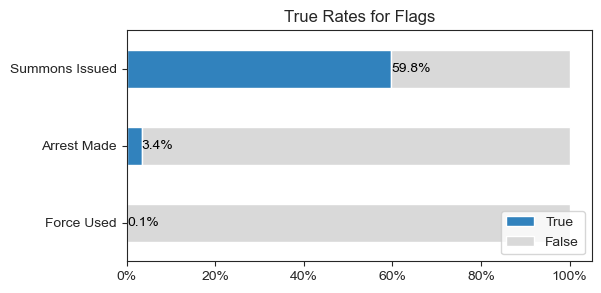 True Rates for Flags
Summons Issued
59.8%
Arrest Made
3.4%
Force Used
0.1%
True
False
0% 20% 40% 60% 80% 100%